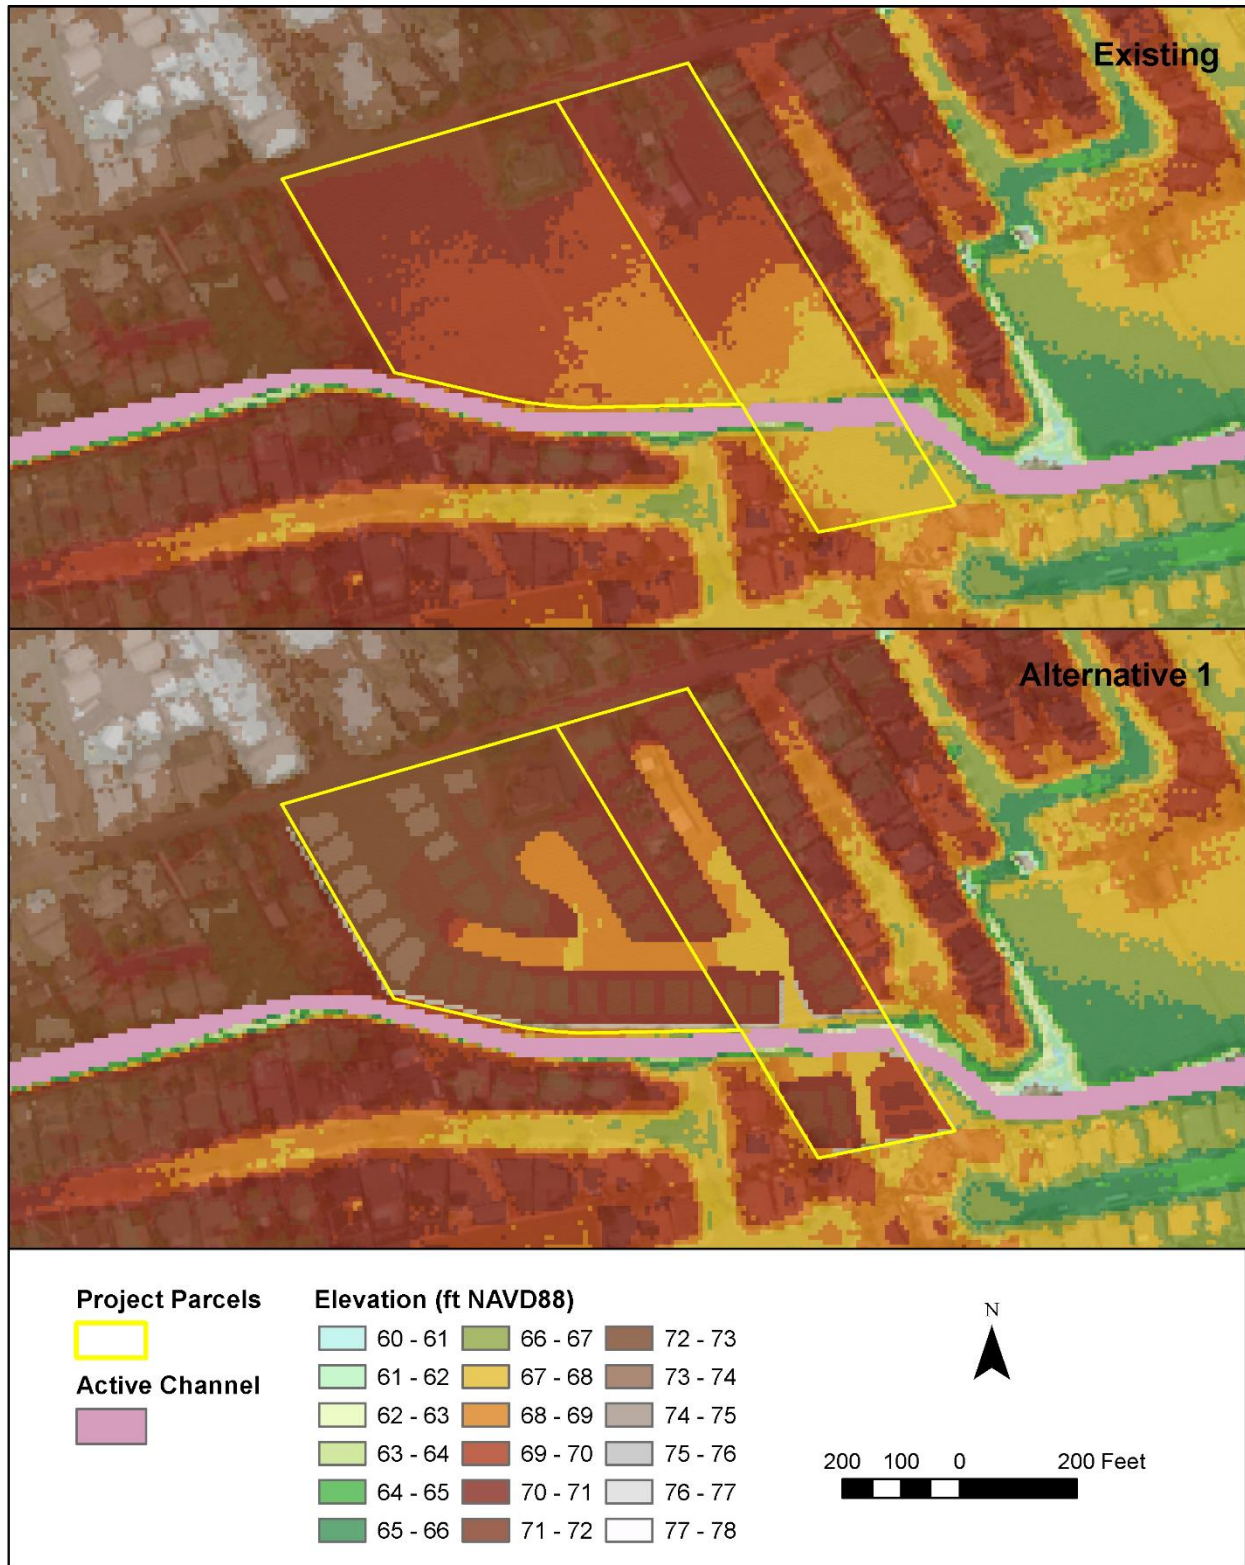 Existing
Alternative 1
Project Parcels
Active Channel
Elevation (ft NAVD88)
60 - 61
61 - 62
62 - 63
63 - 64
64 - 65
65 - 66
66 - 67
67 - 68
68 - 69
69 - 70
70 - 71
71 - 72
72 - 73
73 - 74
74 - 75
75 - 76
76 - 77
77 - 78
N
200 100 0 200 Feet